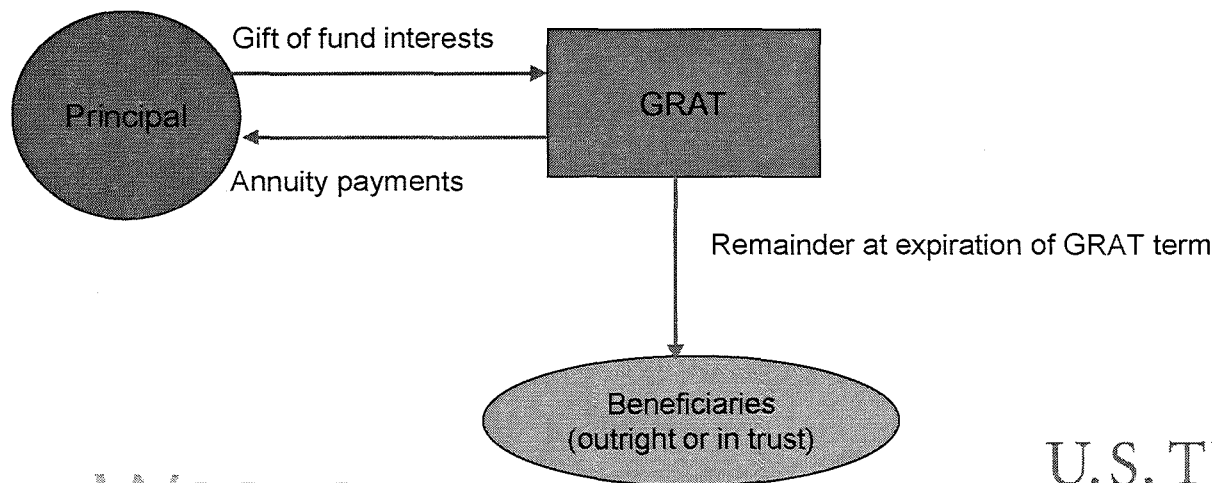 Gift of fund interests
Principal
GRAT
Annuity payments
Remainder at expiration of GRAT term
Beneficiaries
(outright or in trust)
U.S. T